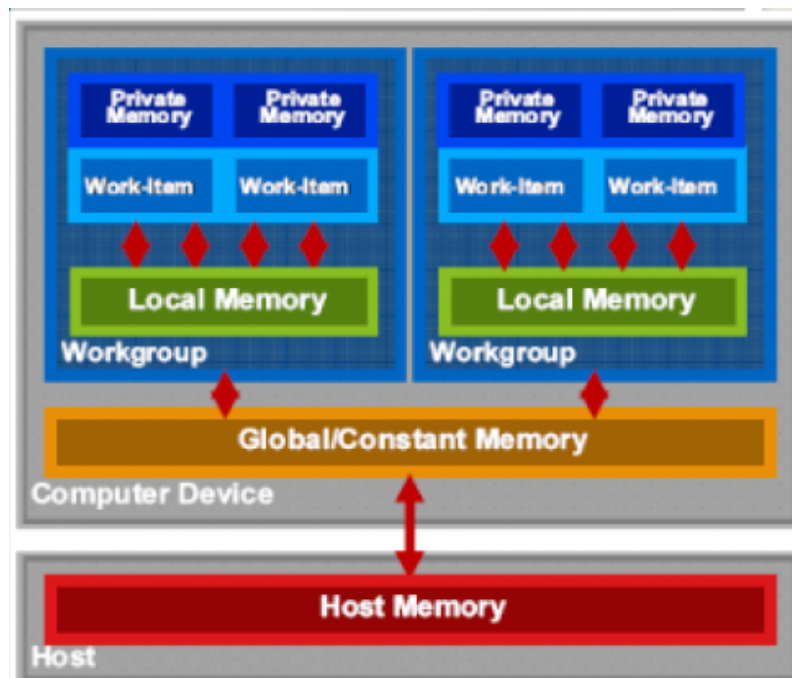 Private Memory
Private Memory
Private Memory
Private Memory
Work-Item
Work-Item
Work-Item
Work-Item
Local Memory
Local Memory
Workgroup
Workgroup
Global/Constant Memory
Computer Device
Host Memory
Host